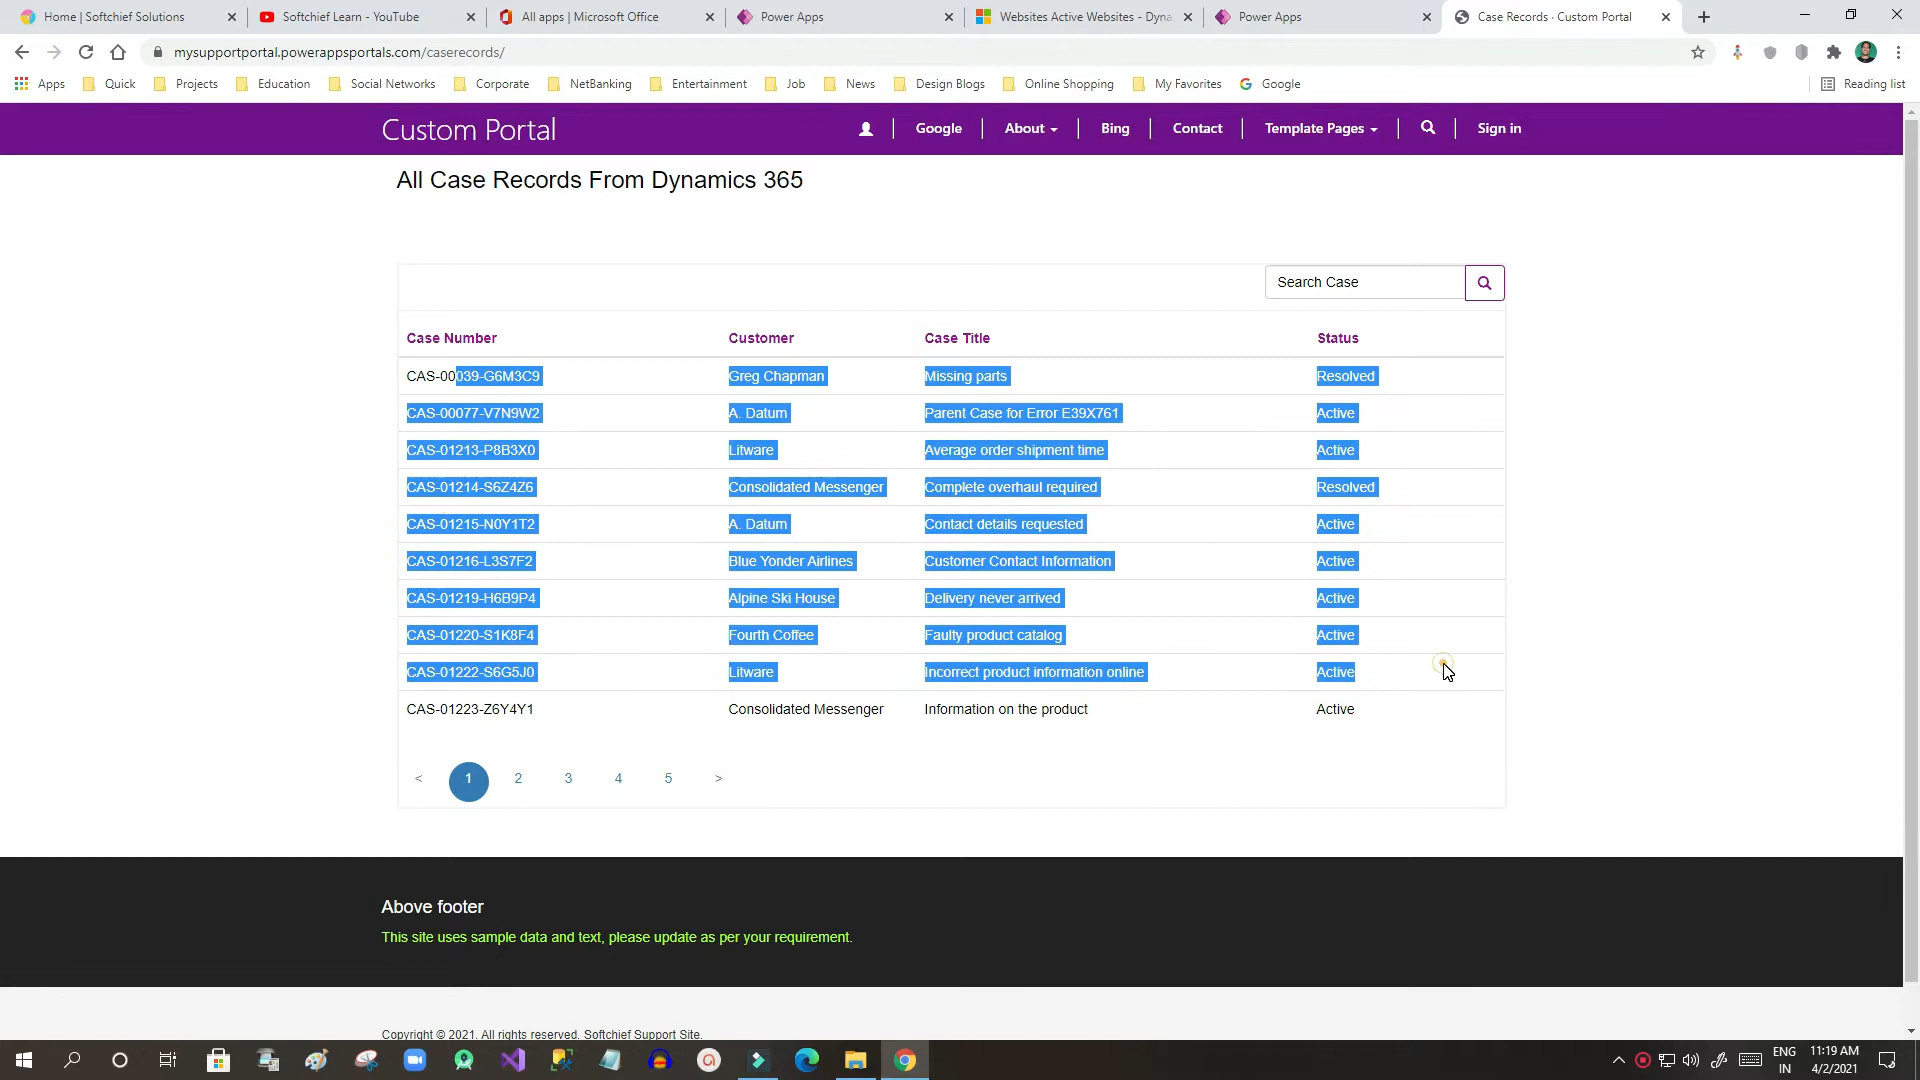 Home | Softchief Solutions
Softchief Learn - YouTube
All apps | Microsoft Office
Power Apps
Websites Active Websites - Dyna
Power Apps
Case Records · Custom Portal
mysupportportal.powerappsportals.com/caserecords/
Apps Quick Projects Education Social Networks Corporate NetBanking Entertainment Job News Design Blogs Online Shopping My Favorites Google Reading list
Custom Portal Google About Bing Contact Template Pages Sign in
All Case Records From Dynamics 365
Search Case
Case Number Customer Case Title Status
CAS-00039-G6M3C9 Greg Chapman Missing parts Resolved
CAS-00077-V7N9W2 A. Datum Parent Case for Error E39X761 Active
CAS-01213-P8B3X0 Litware Average order shipment time Active
CAS-01214-S6Z4Z6 Consolidated Messenger Complete overhaul required Resolved
CAS-01215-N0Y1T2 A. Datum Contact details requested Active
CAS-01216-L3S7F2 Blue Yonder Airlines Customer Contact Information Active
CAS-01219-H6B9P4 Alpine Ski House Delivery never arrived Active
CAS-01220-S1K8F4 Fourth Coffee Faulty product catalog Active
CAS-01222-S6G5J0 Litware Incorrect product information online Active
CAS-01223-Z6Y4Y1 Consolidated Messenger Information on the product Active
< 1 2 3 4 5 >
Above footer
This site uses sample data and text, please update as per your requirement.
Copyright © 2021. All rights reserved. Softchief Support Site.
ENG 11:19 AM
IN 4/2/2021